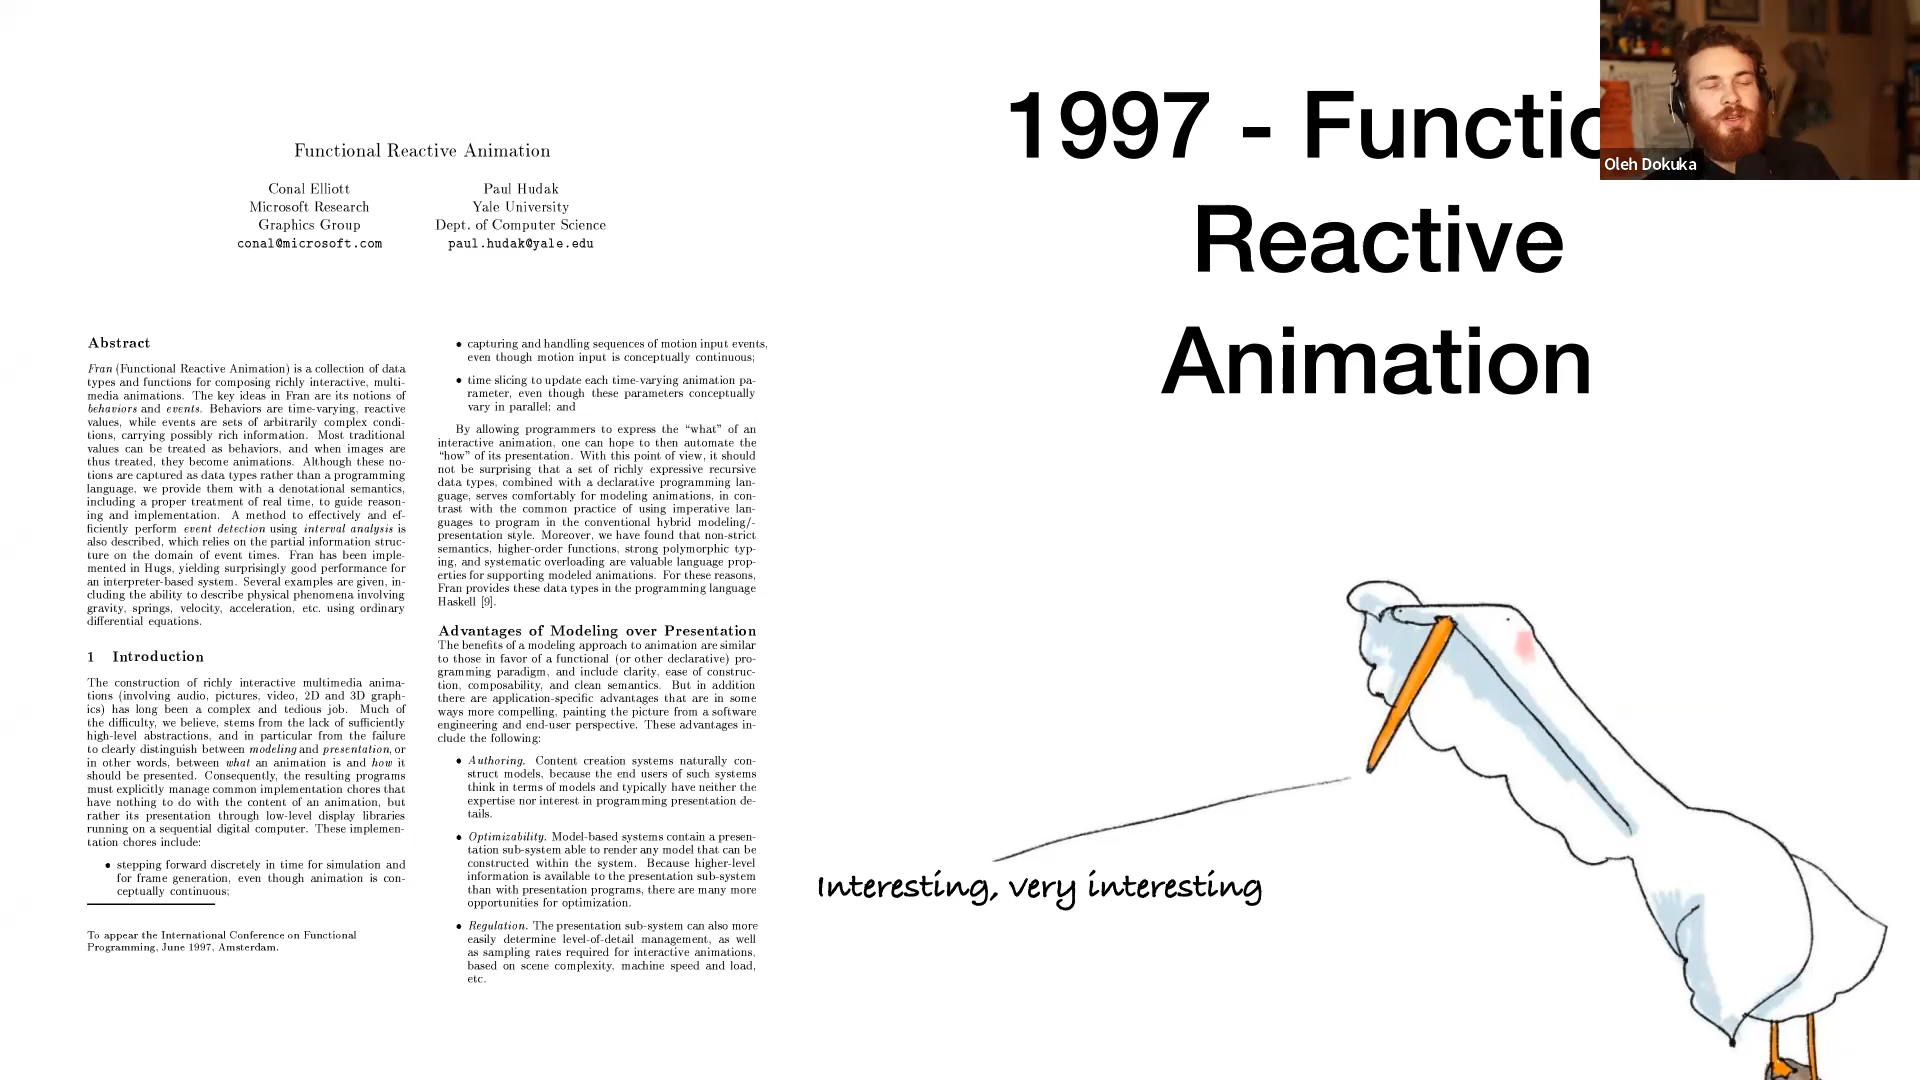 Functional Reactive Animation
Conal Elliott
Microsoft Research
Graphics Group
conal@microsoft.com
Paul Hudak
Yale University
Dept. of Computer Science
paul.hudak@yale.edu
Abstract
Fran (Functional Reactive Animation) is a collection of data
types and functions for composing richly interactive, multi-
media animations. The key ideas in Fran are its notions of
behaviors and events. Behaviors are time-varying, reactive
values, while events are sets of arbitrarily complex condi-
tions, carrying possibly rich information. Most traditional
values can be treated as behaviors, and when images are
thus treated, they become animations. Although these no-
tions are captured as data types rather than a programming
language, we provide them with a denotational semantics,
including a proper treatment of real time, to guide reason-
ing and implementation. A method to effectively and ef-
ficiently perform event detection using interval analysis is
also described, which relies on the partial information struc-
ture on the domain of event times. Fran has been imple-
mented in Hugs, yielding surprisingly good performance for
an interpreter-based system. Several examples are given, in-
cluding the ability to describe physical phenomena involving
gravity, springs, velocity, acceleration, etc. using ordinary
differential equations.
1 Introduction
The construction of richly interactive multimedia anima-
tions (involving audio, pictures, video, 2D and 3D graph-
ics) has long been a complex and tedious job. Much of
the difficulty, we believe, stems from the lack of sufficiently
high-level abstractions, and in particular from the failure
to clearly distinguish between modeling and presentation, or
in other words, between what an animation is and how it
should be presented. Consequently, the resulting programs
must explicitly manage common implementation chores that
have nothing to do with the content of an animation, but
rather its presentation through low-level display libraries
running on a sequential digital computer. These implemen-
tation chores include:
• stepping forward discretely in time for simulation and
for frame generation, even though animation is con-
ceptually continuous;
To appear the International Conference on Functional
Programming, June 1997, Amsterdam.
• capturing and handling sequences of motion input events,
even though motion input is conceptually continuous;
• time slicing to update each time-varying animation pa-
rameter, even though these parameters conceptually
vary in parallel; and
By allowing programmers to express the “what” of an
interactive animation, one can hope to then automate the
“how” of its presentation. With this point of view, it should
not be surprising that a set of richly expressive recursive
data types, combined with a declarative programming lan-
guage, serves comfortably for modeling animations, in con-
trast with the common practice of using imperative lan-
guages to program in the conventional hybrid modeling/-
presentation style. Moreover, we have found that non-strict
semantics, higher-order functions, strong polymorphic typ-
ing, and systematic overloading are valuable language prop-
erties for supporting modeled animations. For these reasons,
Fran provides these data types in the programming language
Haskell [9].
Advantages of Modeling over Presentation
The benefits of a modeling approach to animation are similar
to those in favor of a functional (or other declarative) pro-
gramming paradigm, and include clarity, ease of construc-
tion, composability, and clean semantics. But in addition
there are application-specific advantages that are in some
ways more compelling, painting the picture from a software
engineering and end-user perspective. These advantages in-
clude the following:
• Authoring. Content creation systems naturally con-
struct models, because the end users of such systems
think in terms of models and typically have neither the
expertise nor interest in programming presentation de-
tails.
• Optimizability. Model-based systems contain a presen-
tation sub-system able to render any model that can be
constructed within the system. Because higher-level
information is available to the presentation sub-system
than with presentation programs, there are many more
opportunities for optimization.
• Regulation. The presentation sub-system can also more
easily determine level-of-detail management, as well
as sampling rates required for interactive animations,
based on scene complexity, machine speed and load,
etc.
1997 - Functio
Reactive
Animation
Oleh Dokuka
Interesting, very interesting